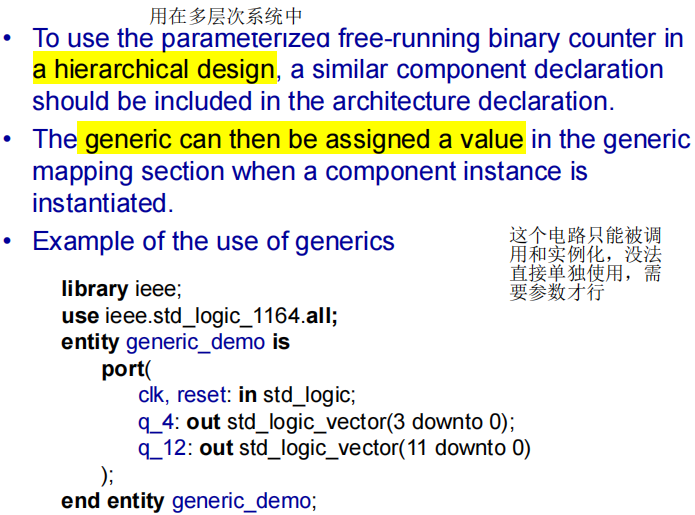 用在多层次系统中
• To use the parameterized free-running binary counter in
a hierarchical design, a similar component declaration
should be included in the architecture declaration.
• The generic can then be assigned a value in the generic
mapping section when a component instance is
instantiated.
• Example of the use of generics
这个电路只能被调
用和实例化，没法
直接单独使用，需
要参数才行
library ieee;
use ieee.std_logic_1164.all;
entity generic_demo is
port(
clk, reset: in std_logic;
q_4: out std_logic_vector(3 downto 0);
q_12: out std_logic_vector(11 downto 0)
);
end entity generic_demo;